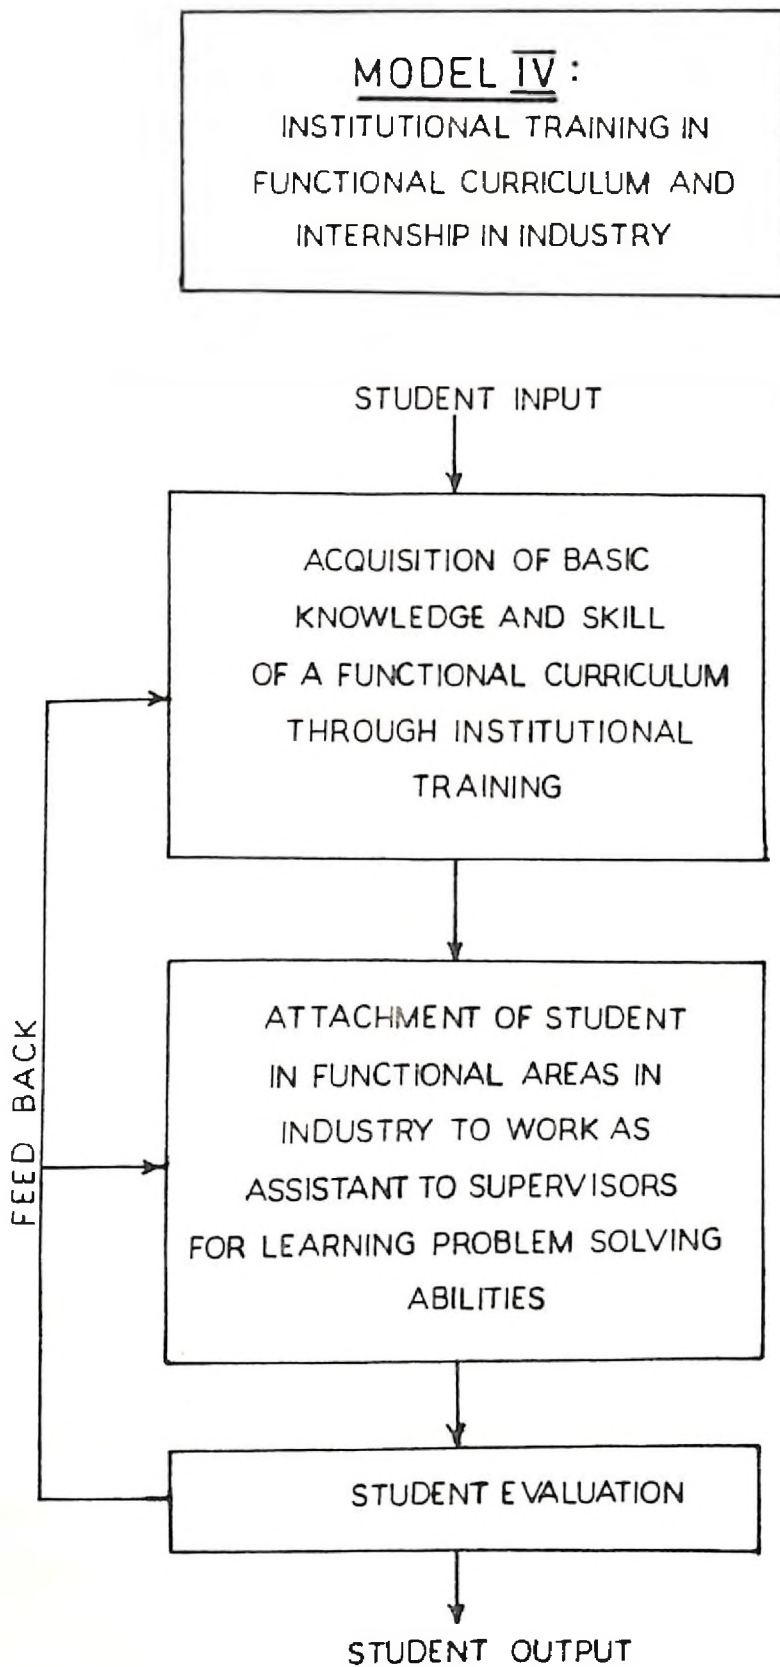 MODEL IV :
INSTITUTIONAL TRAINING IN
FUNCTIONAL CURRICULUM AND
INTERNSHIP IN INDUSTRY
STUDENT INPUT
ACQUISITION OF BASIC
KNOWLEDGE AND SKILL
OF A FUNCTIONAL CURRICULUM
THROUGH INSTITUTIONAL
TRAINING
ATTACHMENT OF STUDENT
IN FUNCTIONAL AREAS IN
INDUSTRY TO WORK AS
ASSISTANT TO SUPERVISORS
FOR LEARNING PROBLEM SOLVING
ABILITIES
FEED BACK
STUDENT EVALUATION
STUDENT OUTPUT